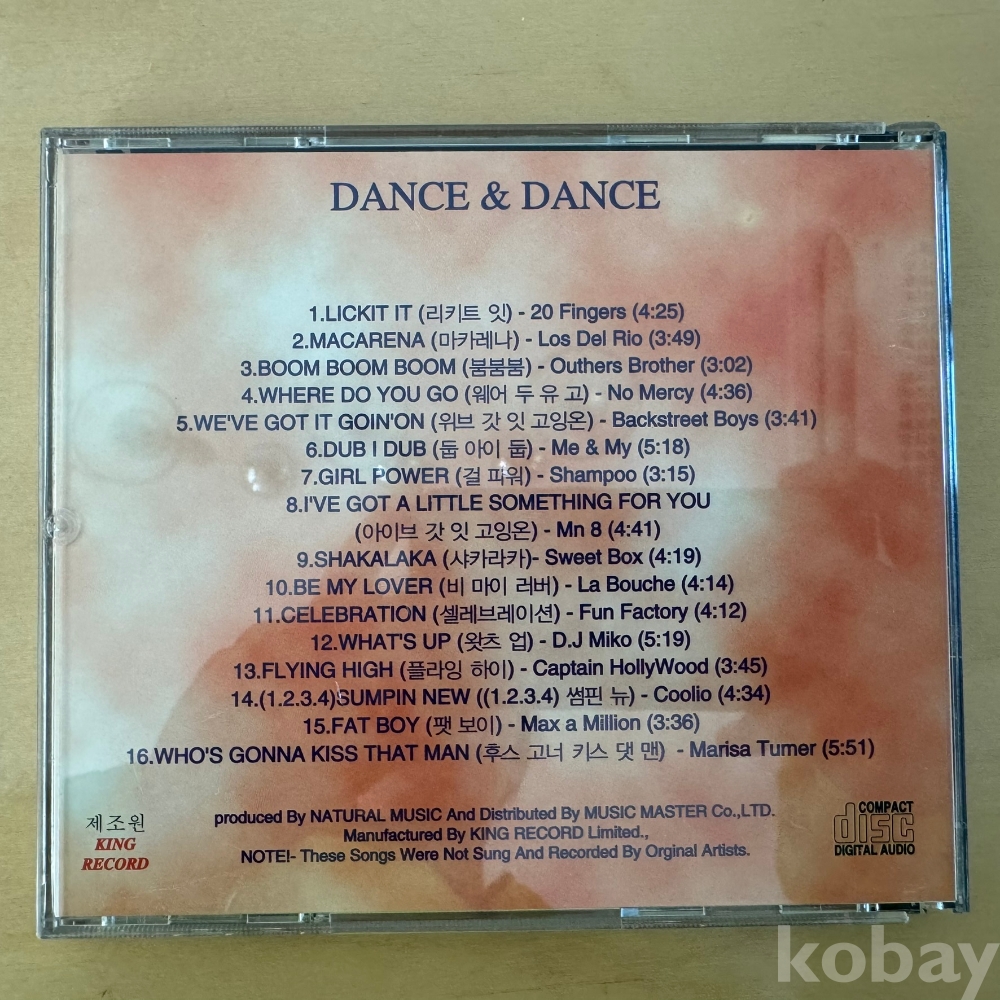 DANCE & DANCE
1.LICKIT IT (리키트 잇) - 20 Fingers (4:25)
2.MACARENA (마카레나) - Los Del Rio (3:49)
3.BOOM BOOM BOOM (붐붐붐) - Outhers Brother (3:02)
4.WHERE DO YOU GO (웨어 두 유 고) - No Mercy (4:36)
5.WE'VE GOT IT GOIN'ON (위브 갓 잇 고잉온) - Backstreet Boys (3:41)
6.DUB I DUB (둡 아이 둡) - Me & My (5:18)
7.GIRL POWER (걸 파워) - Shampoo (3:15)
8.I'VE GOT A LITTLE SOMETHING FOR YOU
(아이브 갓 잇 고잉온) - Mn 8 (4:41)
9.SHAKALAKA (샤카라카)- Sweet Box (4:19)
10.BE MY LOVER (비 마이 러버) - La Bouche (4:14)
11.CELEBRATION (셀레브레이션) - Fun Factory (4:12)
12.WHAT'S UP (왓츠 업) - D.J Miko (5:19)
13.FLYING HIGH (플라잉 하이) - Captain HollyWood (3:45)
14.(1.2.3.4)SUMPIN NEW ((1.2.3.4) 썸핀 뉴) - Coolio (4:34)
15.FAT BOY (팻 보이) - Max a Million (3:36)
16.WHO'S GONNA KISS THAT MAN (후스 고너 키스 댓 맨) - Marisa Turner (5:51)
produced By NATURAL MUSIC And Distributed By MUSIC MASTER Co.,LTD.
Manufactured By KING RECORD Limited.,
NOTE!- These Songs Were Not Sung And Recorded By Orginal Artists.
제조원
KING
RECORD
COMPACT
disc
DIGITAL AUDIO
kobay